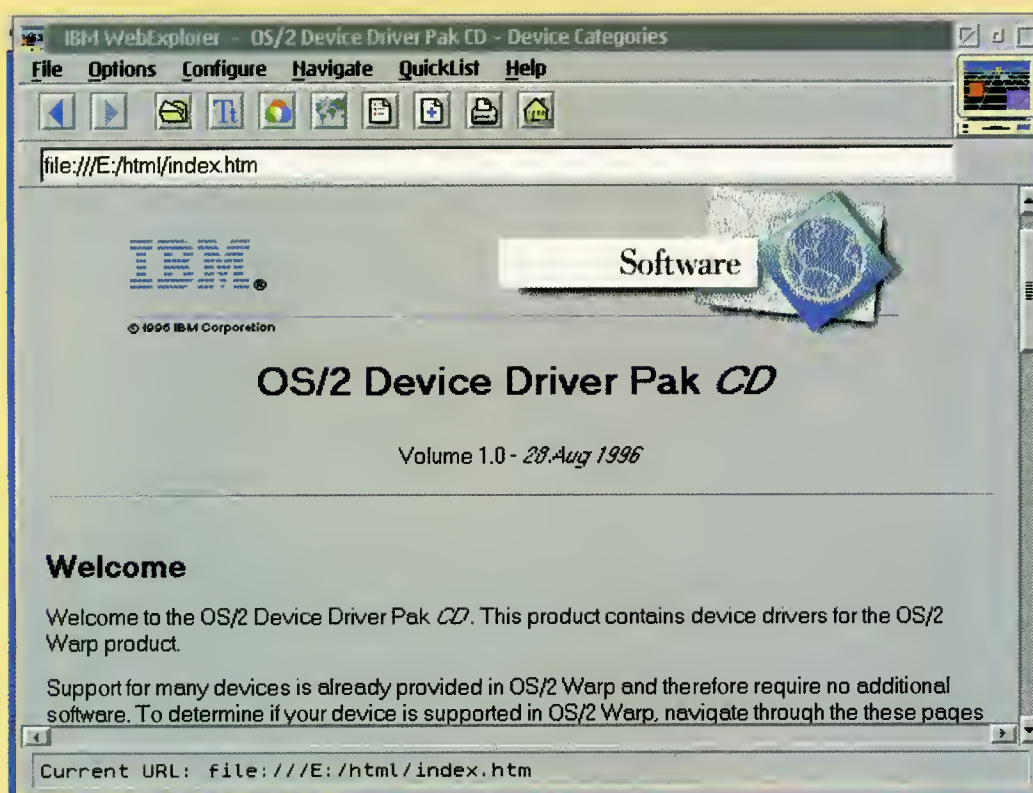 IBM WebExplorer - OS/2 Device Driver Pak CD - Device Categories
File Options Configure Navigate QuickList Help
Tt
file:///E:/html/index.htm
IBM®
Software
© 1996 IBM Corporation
OS/2 Device Driver Pak CD
Volume 1.0 - 28.Aug 1996
Welcome
Welcome to the OS/2 Device Driver Pak CD. This product contains device drivers for the OS/2
Warp product.
Support for many devices is already provided in OS/2 Warp and therefore require no additional
software. To determine if your device is supported in OS/2 Warp, navigate through the these pages
Current URL: file:///E:/html/index.htm